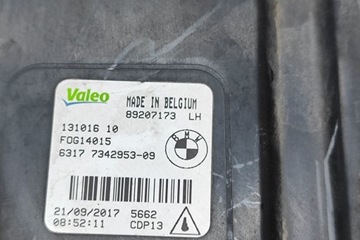 Valeo MADE IN BELGIUM
89207173 LH
131016 10
FOG14015
6317 7342953-09
BMW
21/09/2017 5662
08:52:11 CDP13